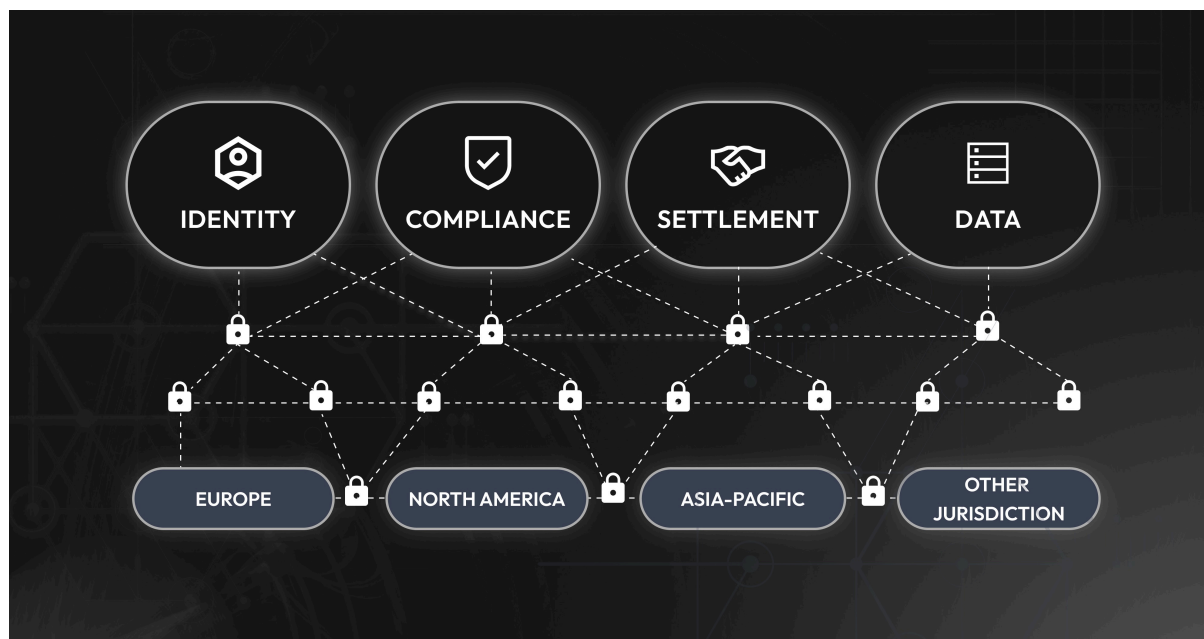 IDENTITY
COMPLIANCE
SETTLEMENT
DATA
EUROPE
NORTH AMERICA
ASIA-PACIFIC
OTHER
JURISDICTION